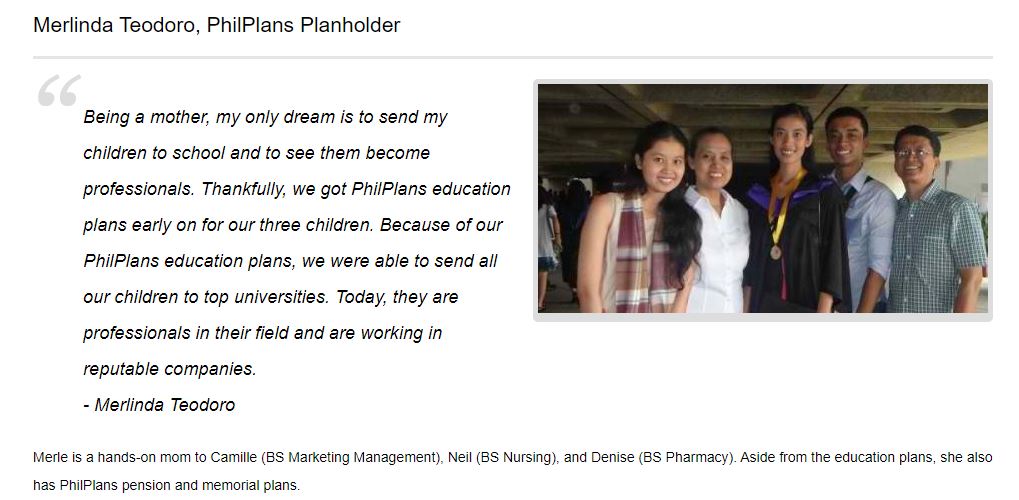 Merlinda Teodoro, PhilPlans Planholder
“
Being a mother, my only dream is to send my
children to school and to see them become
professionals. Thankfully, we got PhilPlans education
plans early on for our three children. Because of our
PhilPlans education plans, we were able to send all
our children to top universities. Today, they are
professionals in their field and are working in
reputable companies.
- Merlinda Teodoro
Merle is a hands-on mom to Camille (BS Marketing Management), Neil (BS Nursing), and Denise (BS Pharmacy). Aside from the education plans, she also
has PhilPlans pension and memorial plans.